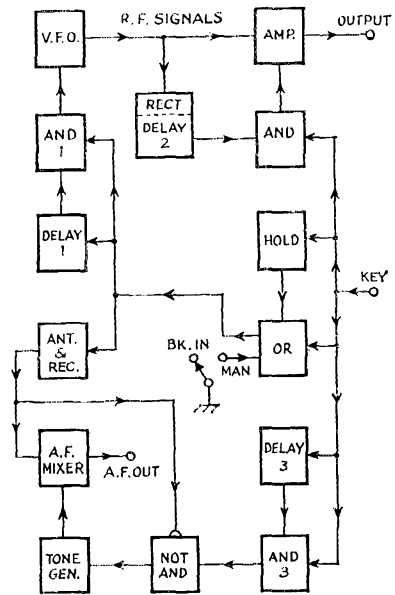 R.F. SIGNALS
OUTPUT
V.F.O.
AMP.
RECT
DELAY
2
AND
1
AND
DELAY
1
HOLD
KEY
ANT.
&
REC.
BK. IN
MAN
OR
A.F.
MIXER
A.F. OUT
DELAY
3
TONE
GEN.
NOT
AND
AND
3